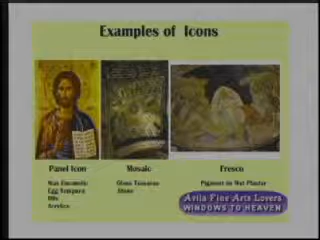 Examples of Icons
Panel Icon
Mosaic
Fresco
Wax Encaustic
Egg Tempera
Oils
Acrylics
Glass Tesserae
Stone
Pigment in Wet Plaster
Avila Fine Arts Lovers
WINDOWS TO HEAVEN